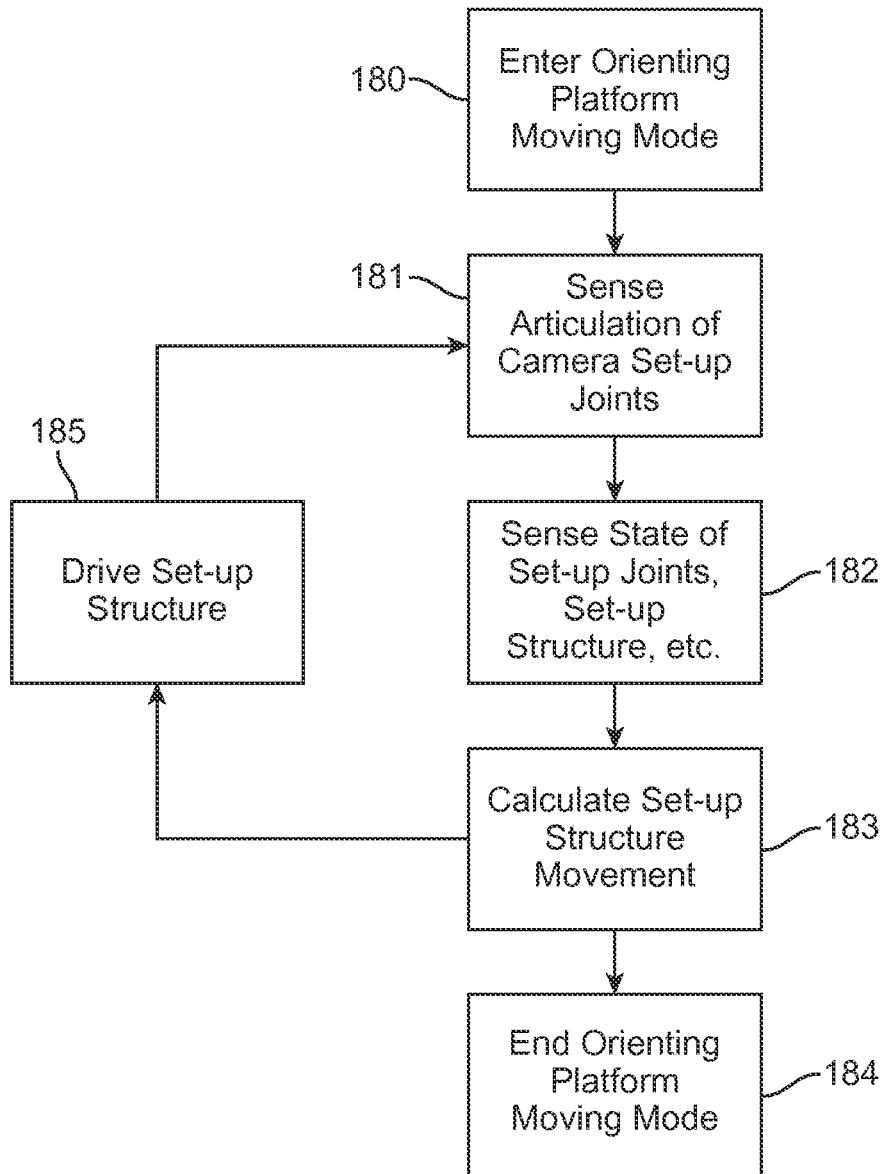 180
Enter Orienting
Platform
Moving Mode
181
Sense
Articulation of
Camera Set-up
Joints
185
Drive Set-up
Structure
Sense State of
Set-up Joints,
Set-up
Structure, etc.
182
Calculate Set-up
Structure
Movement
183
End Orienting
Platform
Moving Mode
184